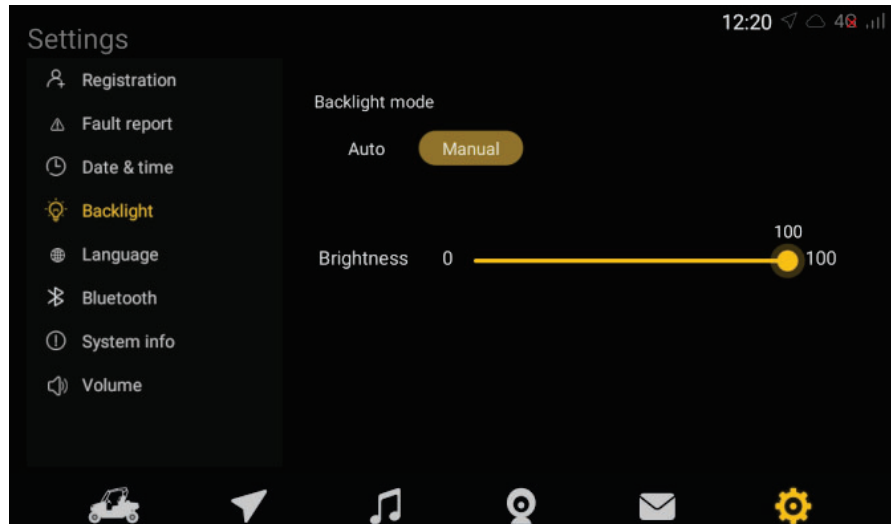 12:20 4G
Settings
Registration
Fault report
Date & time
Backlight
Language
Bluetooth
System info
Volume
Backlight mode
Auto Manual
100
Brightness 0 100